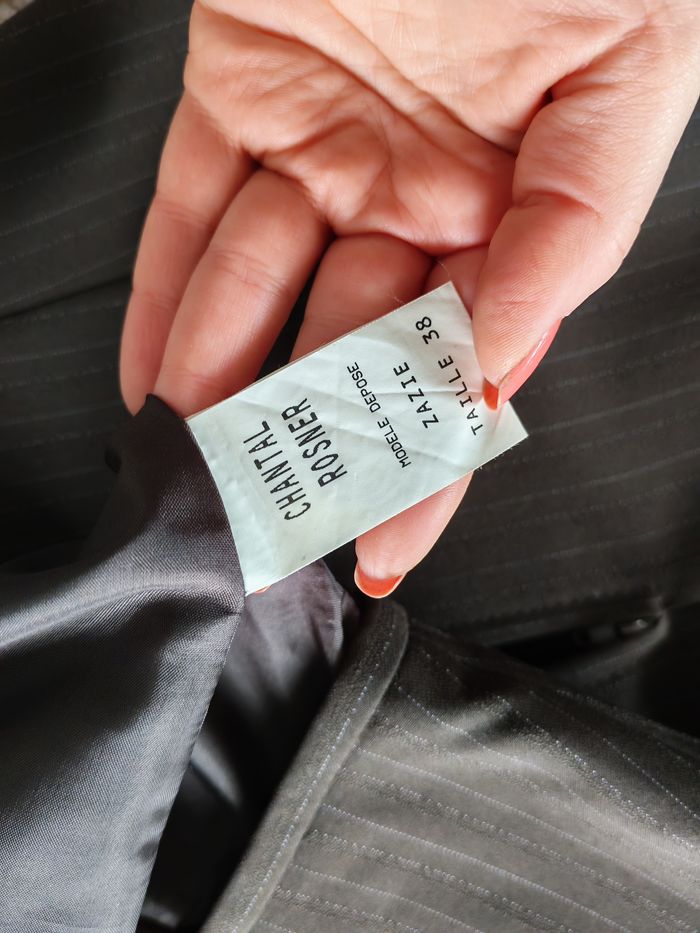 CHANTAL
ROSNER
MODELE DEPOSE
ZAZIE
TAILLE 38